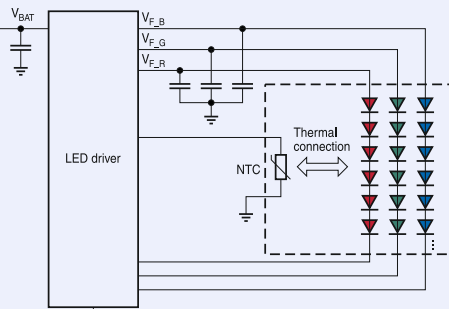 V_BAT
V_F_B
V_F_G
V_F_R
Thermal
connection
NTC
LED driver